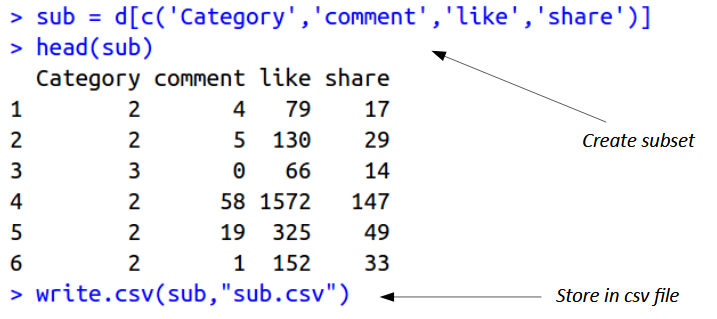 > sub = d[c('Category','comment','like','share')]
> head(sub)
  Category comment like share
1        2       4   79    17
2        2       5  130    29
Create subset
3        3       0   66    14
4        2      58 1572   147
5        2      19  325    49
6        2       1  152    33
> write.csv(sub,"sub.csv")
Store in csv file